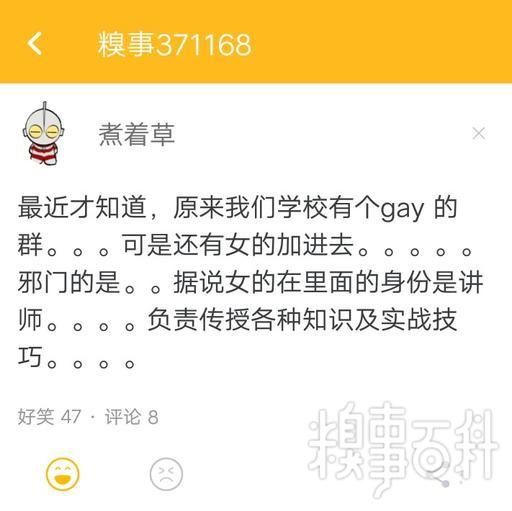 糗事371168
煮着草
最近才知道，原来我们学校有个gay 的
群。。。可是还有女的加进去。。。。。
邪门的是。。据说女的在里面的身份是讲
师。。。。负责传授各种知识及实战技
巧。。。。
好笑 47 · 评论 8
糗事百科